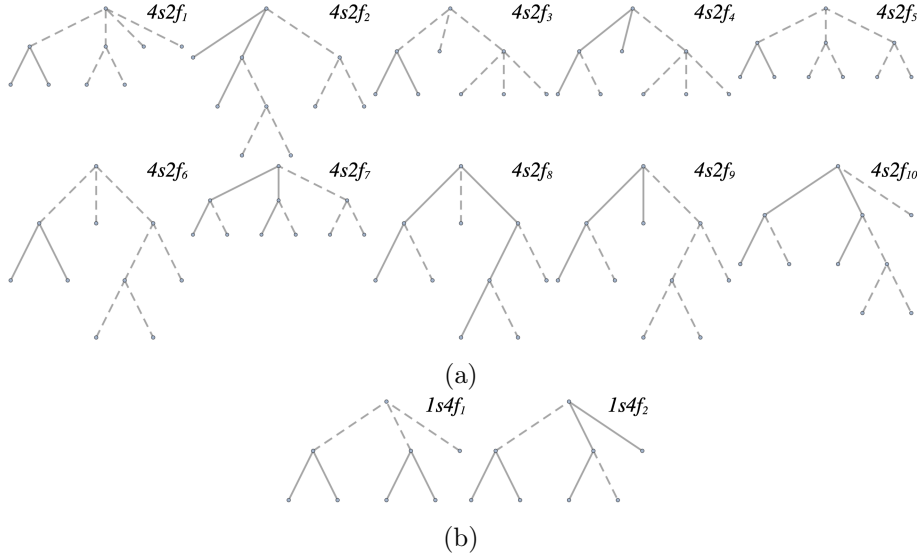 4s2f₁ 4s2f₂ 4s2f₃ 4s2f₄ 4s2f₅
4s2f₆ 4s2f₇ 4s2f₈ 4s2f₉ 4s2f₁₀
(a)
1s4f₁ 1s4f₂
(b)